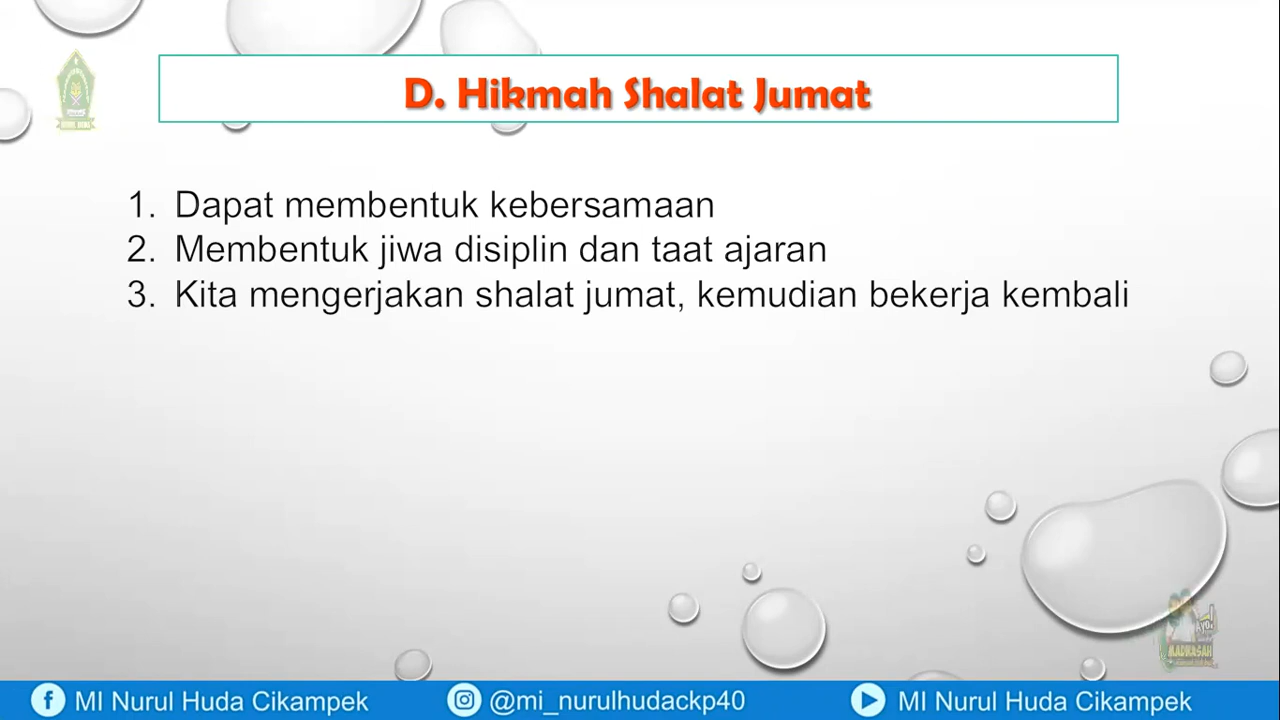 D. Hikmah Shalat Jumat
1. Dapat membentuk kebersamaan
2. Membentuk jiwa disiplin dan taat ajaran
3. Kita mengerjakan shalat jumat, kemudian bekerja kembali
MADRASAH
MI Nurul Huda Cikampek @mi_nurulhudackp40 MI Nurul Huda Cikampek